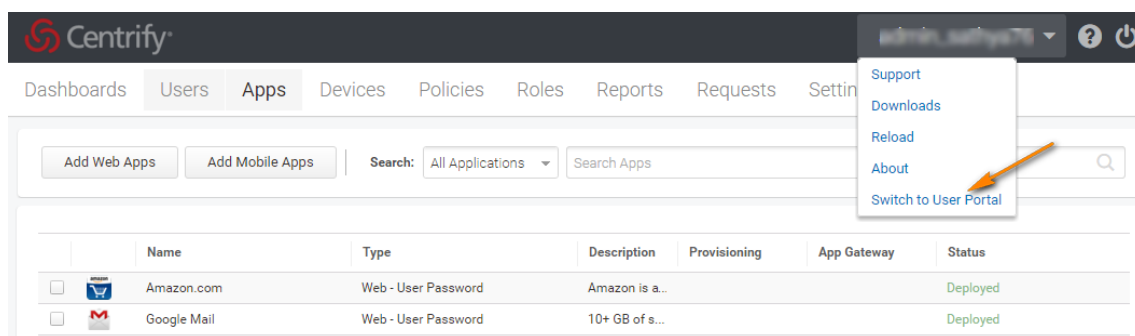 Centrify
Dashboards Users Apps Devices Policies Roles Reports Requests Settin
Support
Downloads
Reload
About
Switch to User Portal
Add Web Apps Add Mobile Apps Search: All Applications Search Apps
Name Type Description Provisioning App Gateway Status
Amazon.com Web - User Password Amazon is a... Deployed
Google Mail Web - User Password 10+ GB of s... Deployed